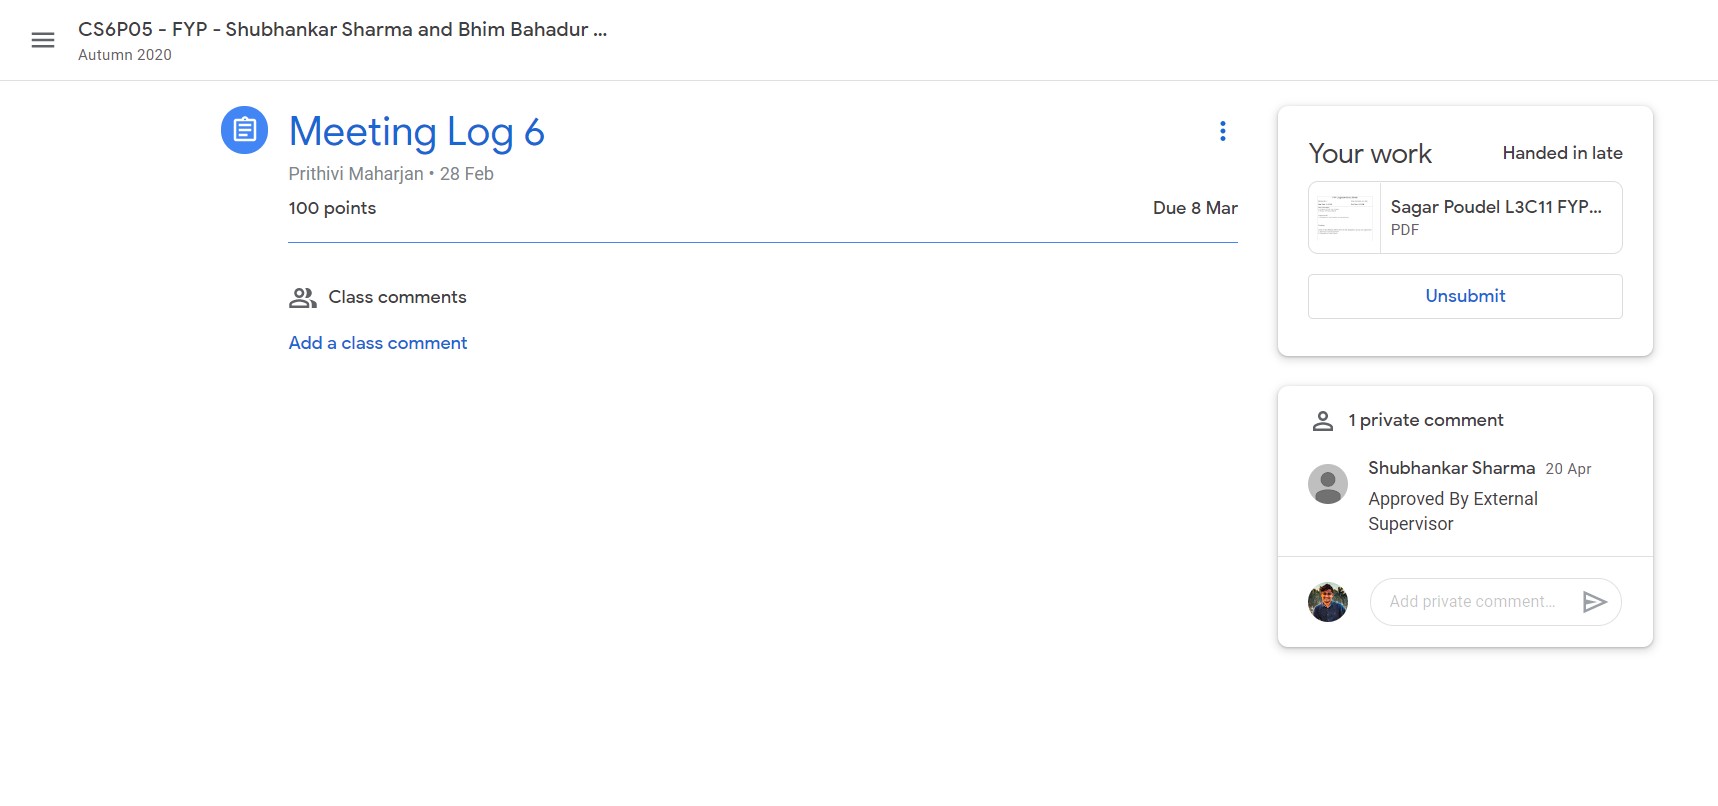 CS6P05 - FYP - Shubhankar Sharma and Bhim Bahadur ...
Autumn 2020
Meeting Log 6
Prithivi Maharjan • 28 Feb
100 points
Due 8 Mar
Class comments
Add a class comment
Your work
Handed in late
Sagar Poudel L3C11 FYP...
PDF
Unsubmit
1 private comment
Shubhankar Sharma 20 Apr
Approved By External
Supervisor
Add private comment...